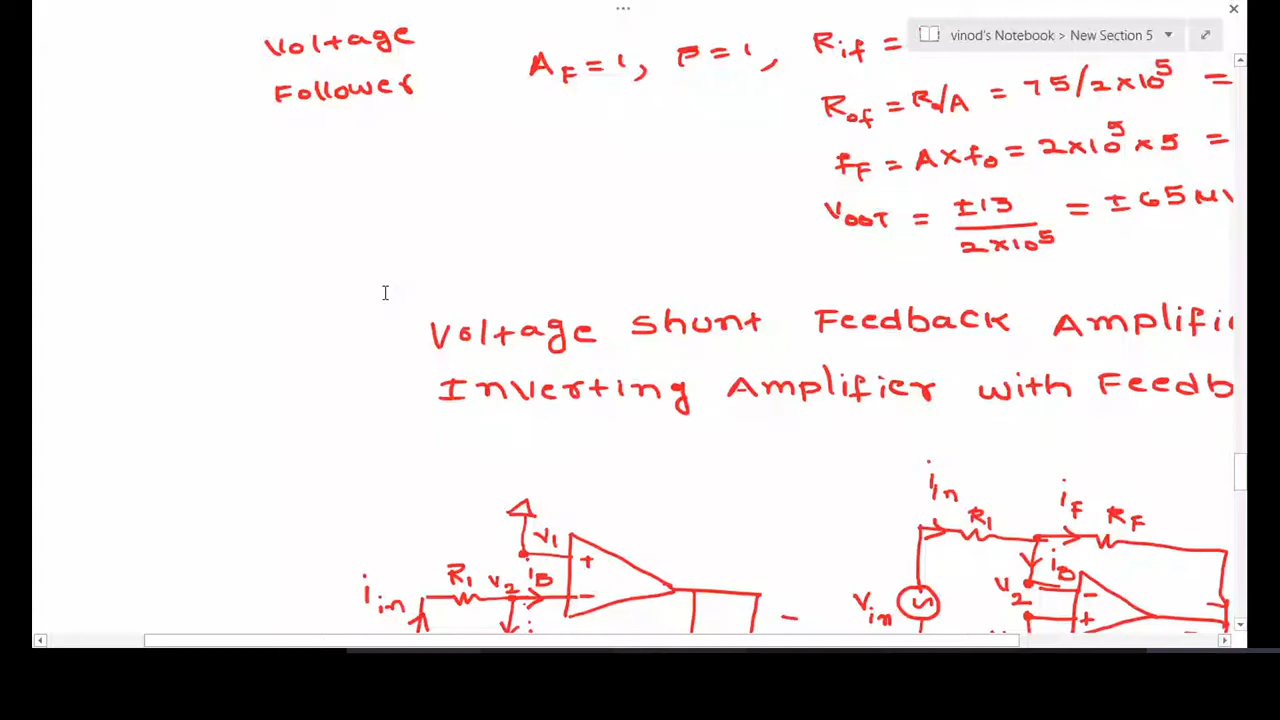 vinod's Notebook > New Section 5
Voltage
Follower
A_F = 1, β = 1, R_if =
R_of = R_o/A = 75/2×10^5 =
f_F = A×f_o = 2×10^5 × 5 =
V_OOT = ±13 / 2×10^5 = ±65 μV
Voltage Shunt Feedback Amplifi
Inverting Amplifier with Feedb
i_in R_1 V_2 i_B V_1 + -
V_in i_in R_1 i_F R_F i_B V_2 - +